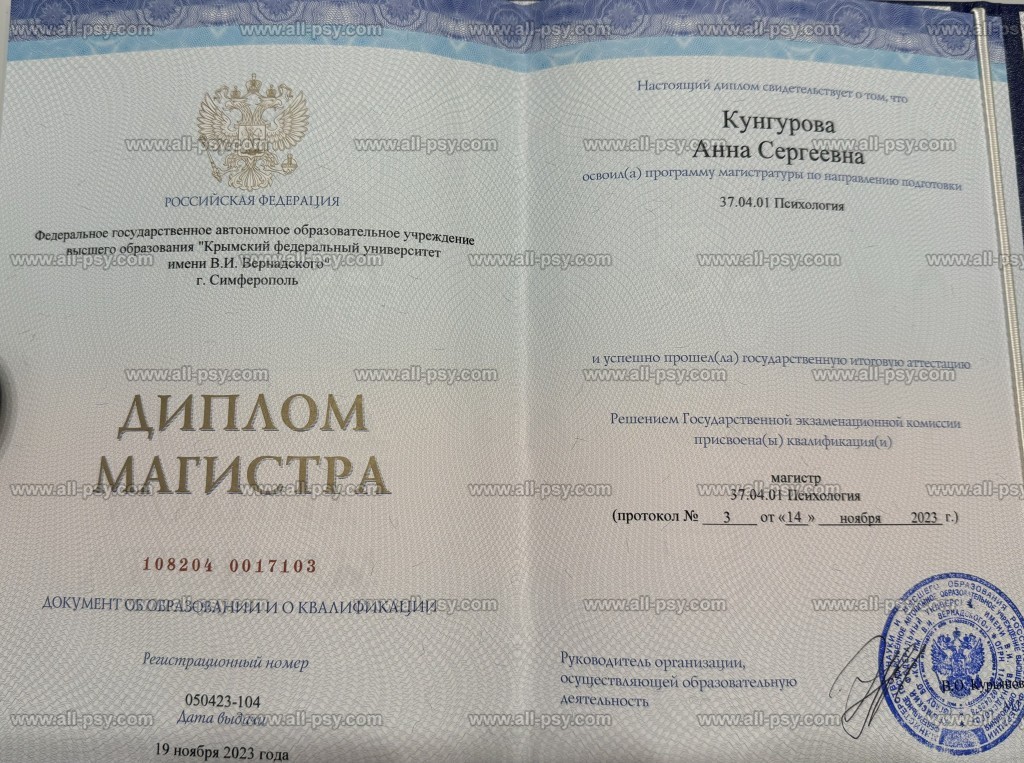 РОССИЙСКАЯ ФЕДЕРАЦИЯ
Федеральное государственное автономное образовательное учреждение
высшего образования "Крымский федеральный университет
имени В.И. Вернадского"
г. Симферополь
ДИПЛОМ
МАГИСТРА
108204 0017103
ДОКУМЕНТ ОБ ОБРАЗОВАНИИ И О КВАЛИФИКАЦИИ
Регистрационный номер
050423-104
Дата выдачи
19 ноября 2023 года
Настоящий диплом свидетельствует о том, что
Кунгурова
Анна Сергеевна
освоил(а) программу магистратуры по направлению подготовки
37.04.01 Психология
и успешно прошел(ла) государственную итоговую аттестацию
Решением Государственной экзаменационной комиссии
присвоена(ы) квалификация(и)
магистр
37.04.01 Психология
(протокол № 3 от «14» ноября 2023 г.)
Руководитель организации,
осуществляющей образовательную
деятельность
В.О. Курьянов
www.all-psy.com